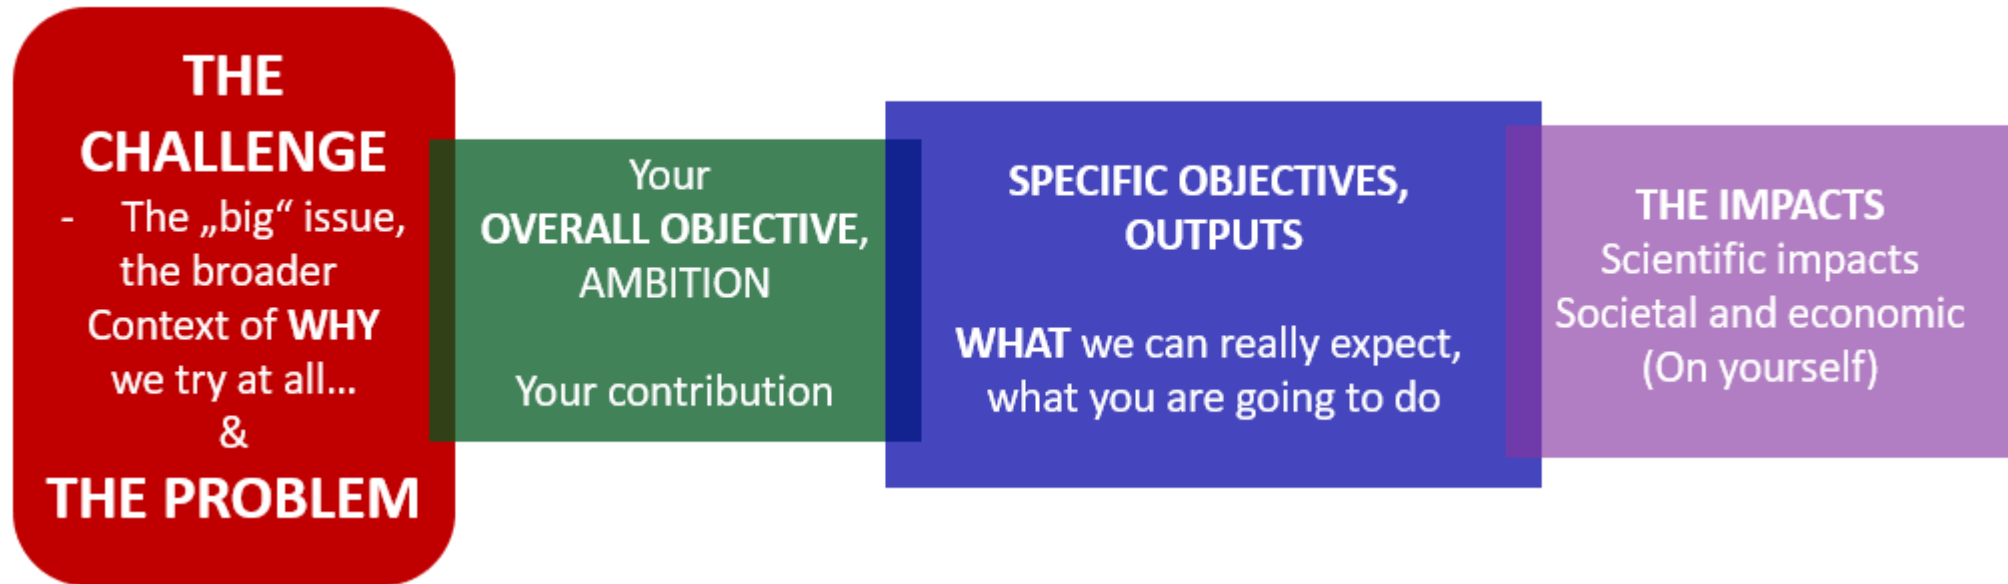 THE
CHALLENGE
- The „big“ issue,
the broader
Context of WHY
we try at all...
&
THE PROBLEM
Your
OVERALL OBJECTIVE,
AMBITION
Your contribution
SPECIFIC OBJECTIVES,
OUTPUTS
WHAT we can really expect,
what you are going to do
THE IMPACTS
Scientific impacts
Societal and economic
(On yourself)